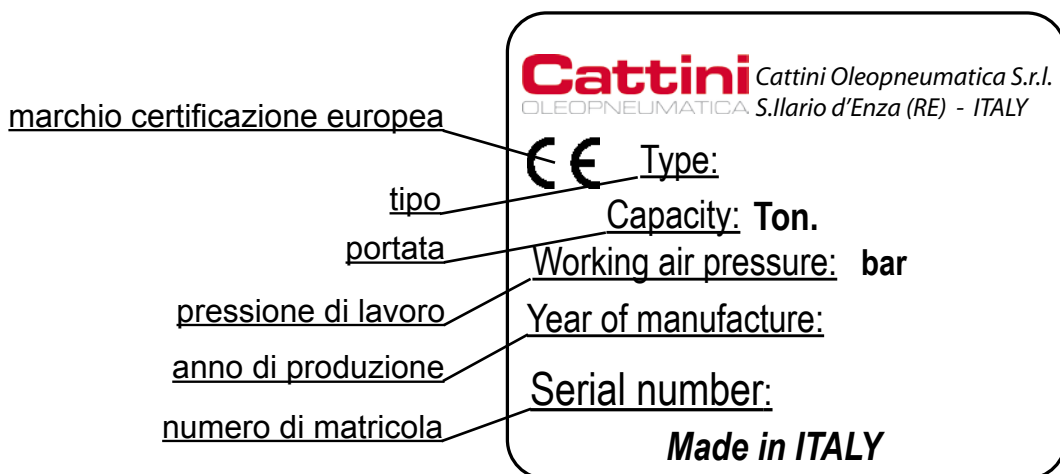 Cattini
OLEOPNEUMATICA
Cattini Oleopneumatica S.r.l.
S.Ilario d'Enza (RE) - ITALY
marchio certificazione europea
CE
tipo
Type:
portata
Capacity: Ton.
pressione di lavoro
Working air pressure: bar
anno di produzione
Year of manufacture:
numero di matricola
Serial number:
Made in ITALY